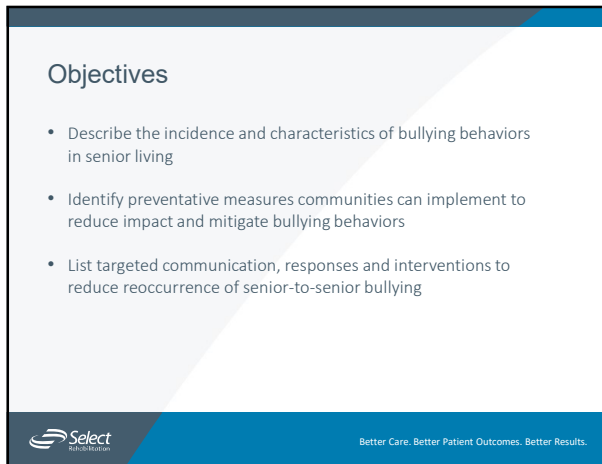 Objectives
• Describe the incidence and characteristics of bullying behaviors
in senior living
• Identify preventative measures communities can implement to
reduce impact and mitigate bullying behaviors
• List targeted communication, responses and interventions to
reduce reoccurrence of senior-to-senior bullying
Select
Rehabilitation
Better Care. Better Patient Outcomes. Better Results.